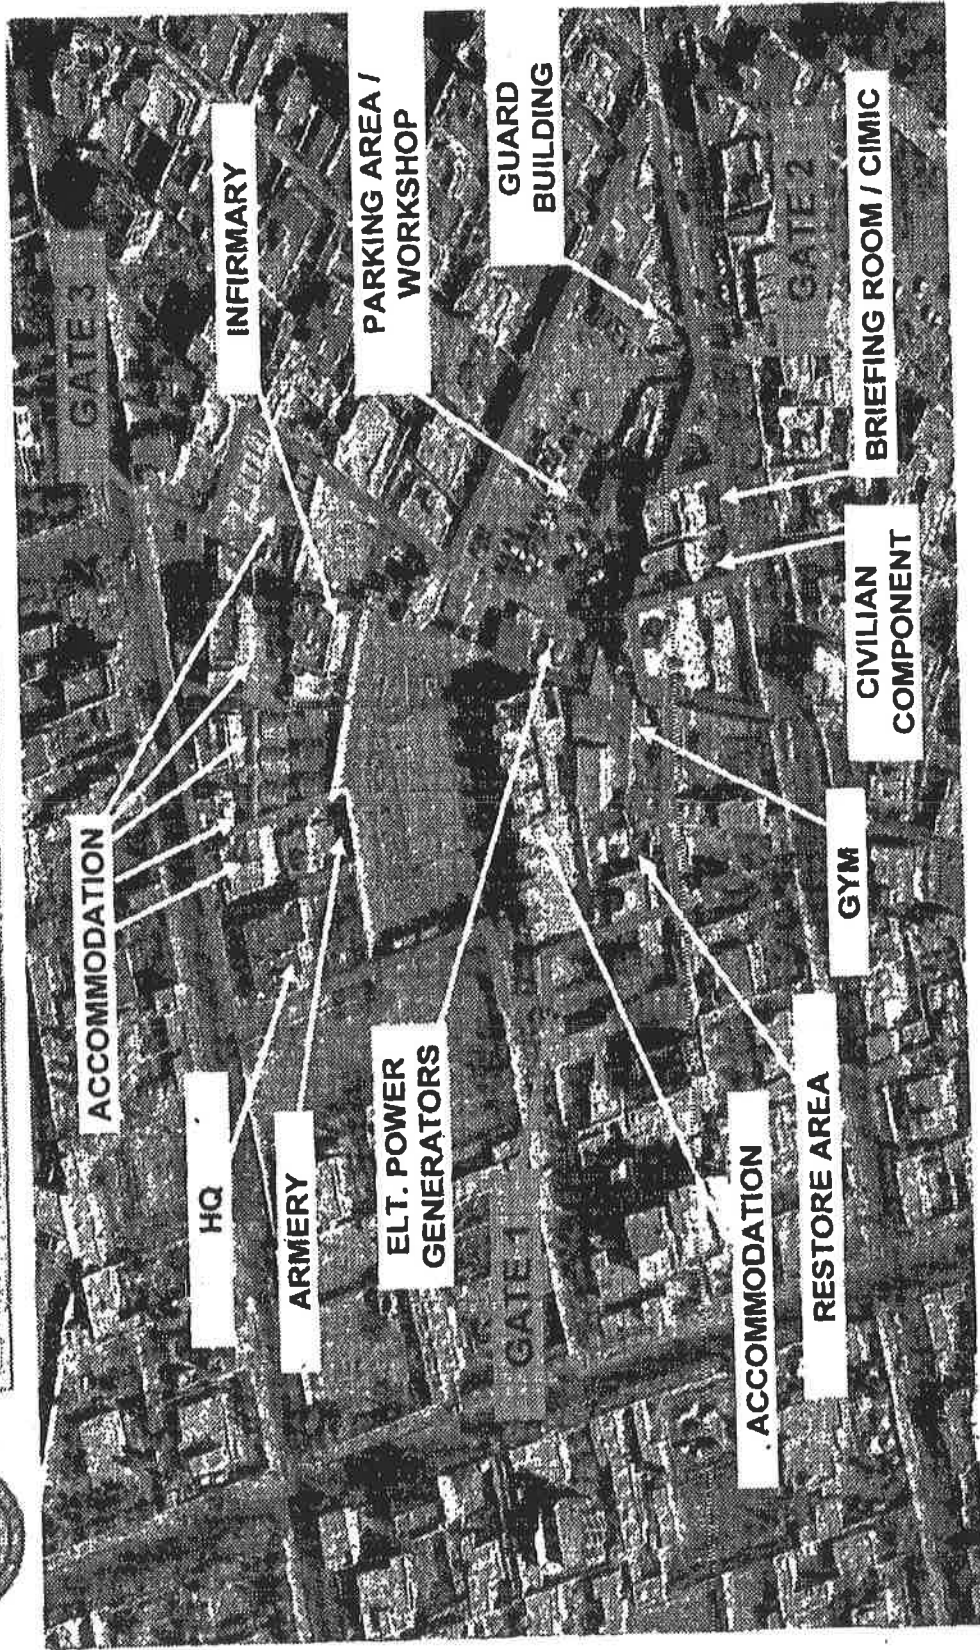 ACCOMMODATION
GATE 3
HQ
INFIRMARY
ARMERY
PARKING AREA /
WORKSHOP
ELT. POWER
GENERATORS
GUARD
BUILDING
GATE 1
ACCOMMODATION
GATE 2
RESTORE AREA
GYM
CIVILIAN
COMPONENT
BRIEFING ROOM / CIMIC